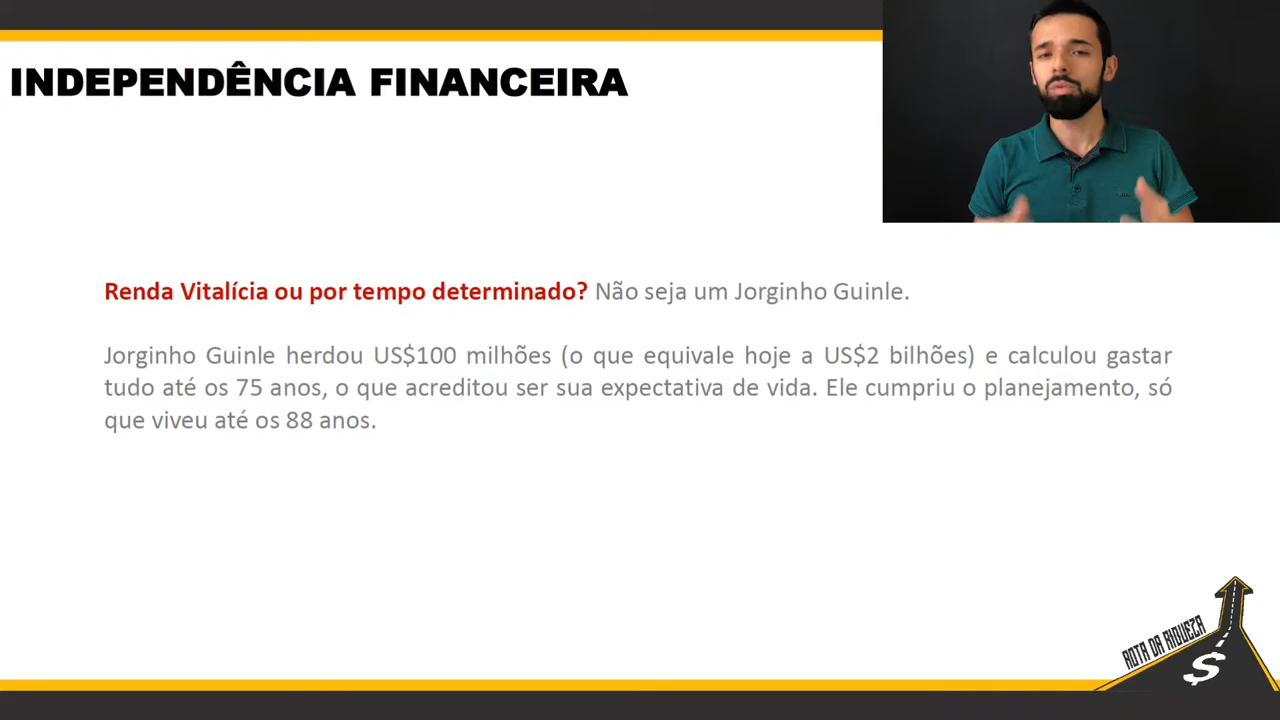 INDEPENDÊNCIA FINANCEIRA
Renda Vitalícia ou por tempo determinado? Não seja um Jorginho Guinle.
Jorginho Guinle herdou US$100 milhões (o que equivale hoje a US$2 bilhões) e calculou gastar
tudo até os 75 anos, o que acreditou ser sua expectativa de vida. Ele cumpriu o planejamento, só
que viveu até os 88 anos.
ROTA DA RIQUEZA
$